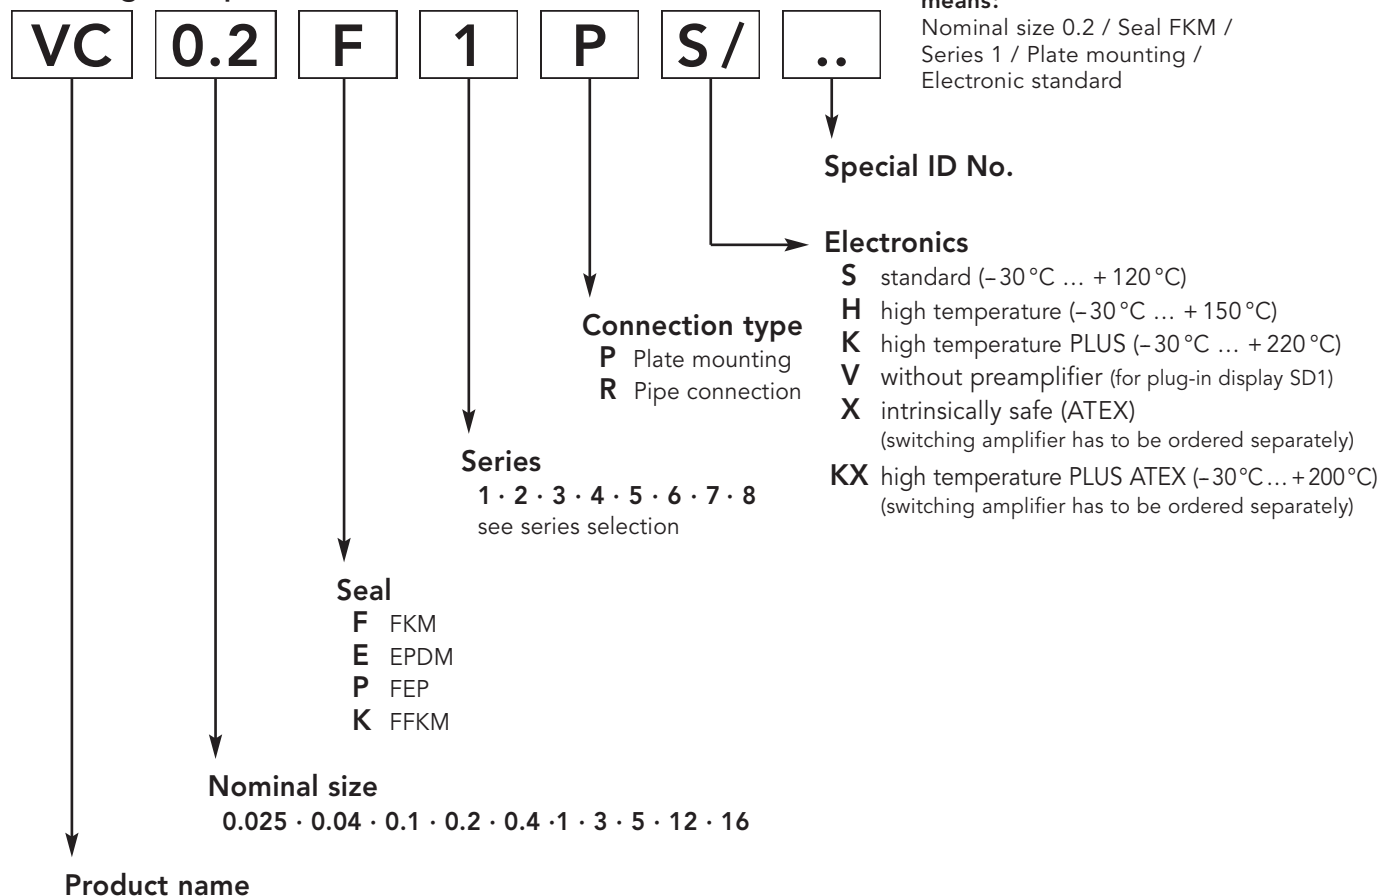 means:
VC 0.2 F 1 P S/ ..
Nominal size 0.2 / Seal FKM /
Series 1 / Plate mounting /
Electronic standard
Special ID No.
Electronics
S standard (–30 °C … +120 °C)
H high temperature (–30 °C … +150 °C)
K high temperature PLUS (–30 °C … +220 °C)
V without preamplifier (for plug-in display SD1)
X intrinsically safe (ATEX)
(switching amplifier has to be ordered separately)
KX high temperature PLUS ATEX (–30 °C … +200 °C)
(switching amplifier has to be ordered separately)
Connection type
P Plate mounting
R Pipe connection
Series
1 · 2 · 3 · 4 · 5 · 6 · 7 · 8
see series selection
Seal
F FKM
E EPDM
P FEP
K FFKM
Nominal size
0.025 · 0.04 · 0.1 · 0.2 · 0.4 ·1 · 3 · 5 · 12 · 16
Product name